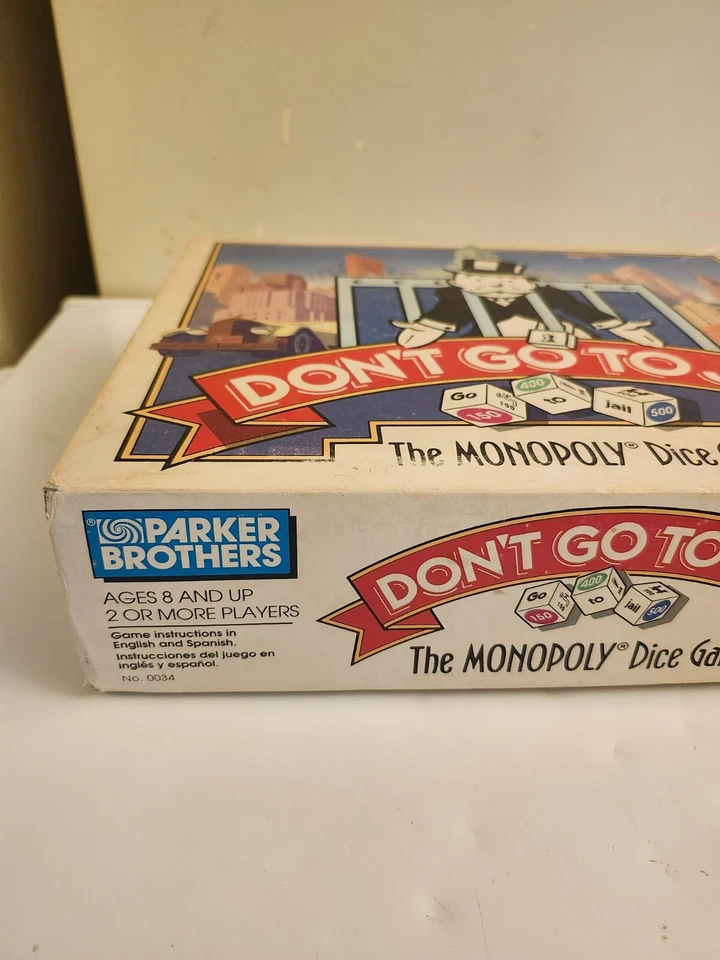 DON'T GO TO
Go 150 100 400 to jail 500
The MONOPOLY® Dice
® PARKER
BROTHERS
AGES 8 AND UP
2 OR MORE PLAYERS
Game instructions in
English and Spanish.
Instrucciones del juego en
inglés y español.
No. 0034
DON'T GO TO
Go 150 100 400 to jail 500
The MONOPOLY® Dice Ga